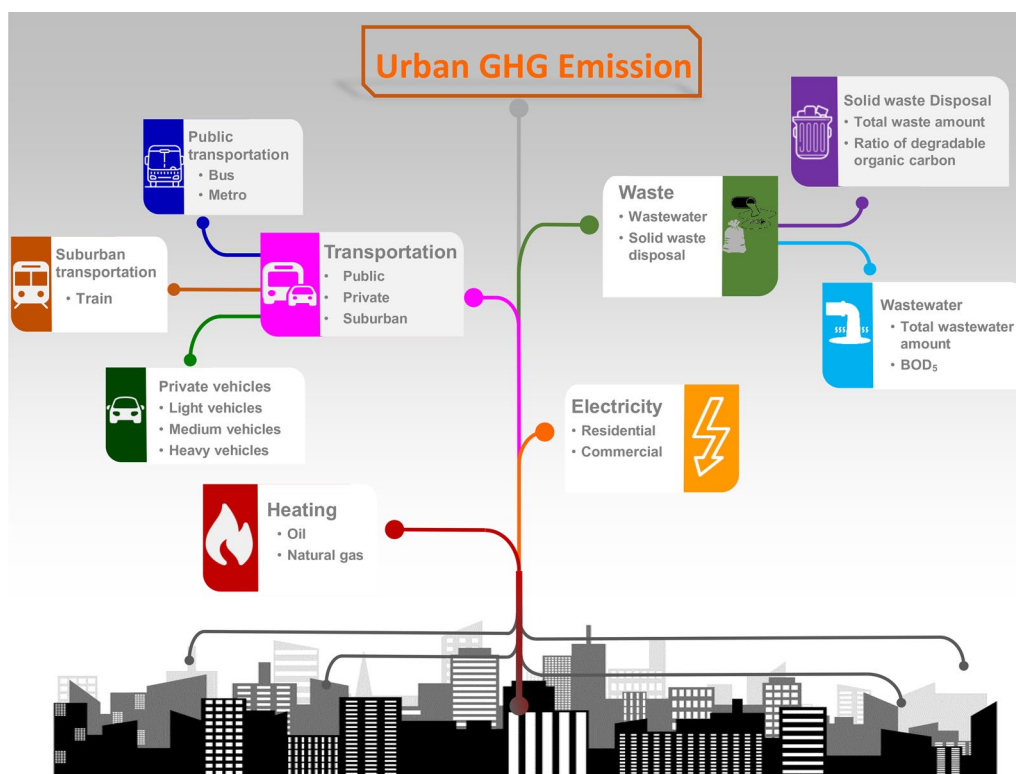 Urban GHG Emission
Public
transportation
• Bus
• Metro
Suburban
transportation
• Train
Transportation
• Public
• Private
• Suburban
Private vehicles
• Light vehicles
• Medium vehicles
• Heavy vehicles
Heating
• Oil
• Natural gas
Solid waste Disposal
• Total waste amount
• Ratio of degradable
organic carbon
Waste
• Wastewater
• Solid waste
disposal
Wastewater
• Total wastewater
amount
• BOD₅
Electricity
• Residential
• Commercial